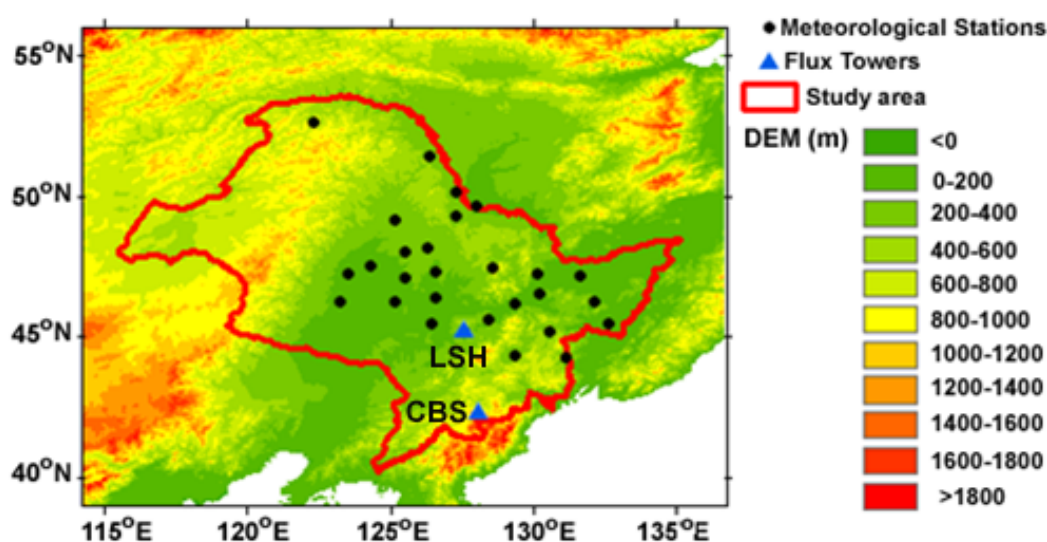 Meteorological Stations
Flux Towers
Study area
DEM (m)
<0
0-200
200-400
400-600
600-800
800-1000
1000-1200
1200-1400
1400-1600
1600-1800
>1800
55°N
50°N
45°N
40°N
LSH
CBS
115°E 120°E 125°E 130°E 135°E